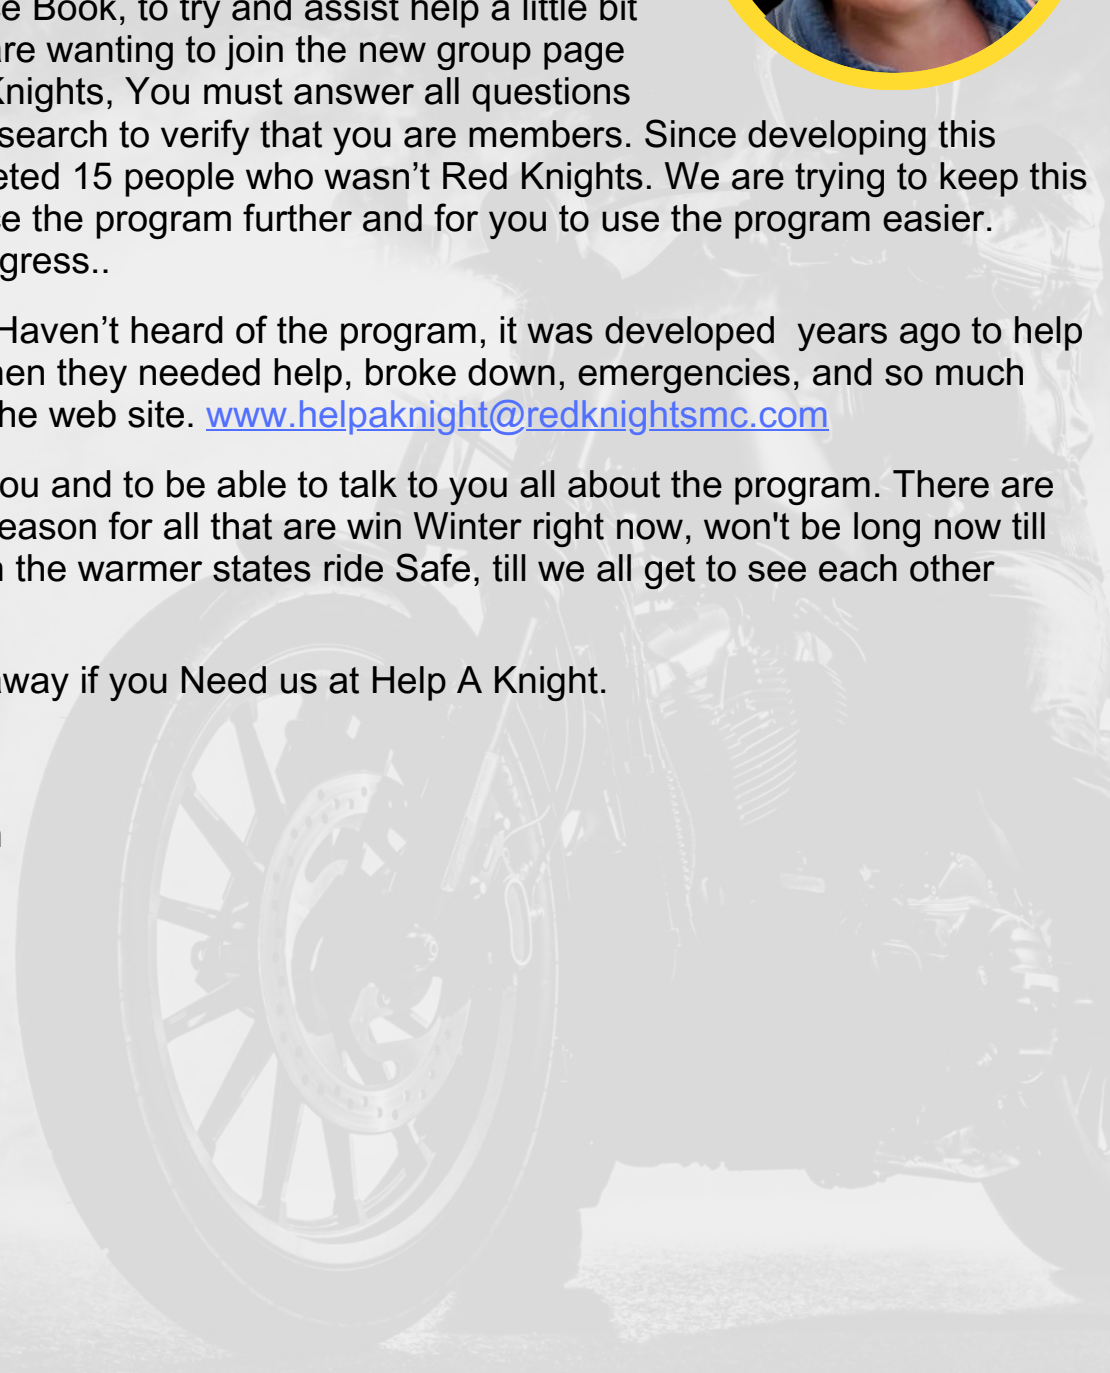 e Book, to try and assist help a little bit
are wanting to join the new group page
Knights, You must answer all questions
search to verify that you are members. Since developing this
eted 15 people who wasn’t Red Knights. We are trying to keep this
e the program further and for you to use the program easier.
gress..
Haven’t heard of the program, it was developed  years ago to help
hen they needed help, broke down, emergencies, and so much
he web site. www.helpaknight@redknightsmc.com
ou and to be able to talk to you all about the program. There are
eason for all that are win Winter right now, won't be long now till
n the warmer states ride Safe, till we all get to see each other
away if you Need us at Help A Knight.